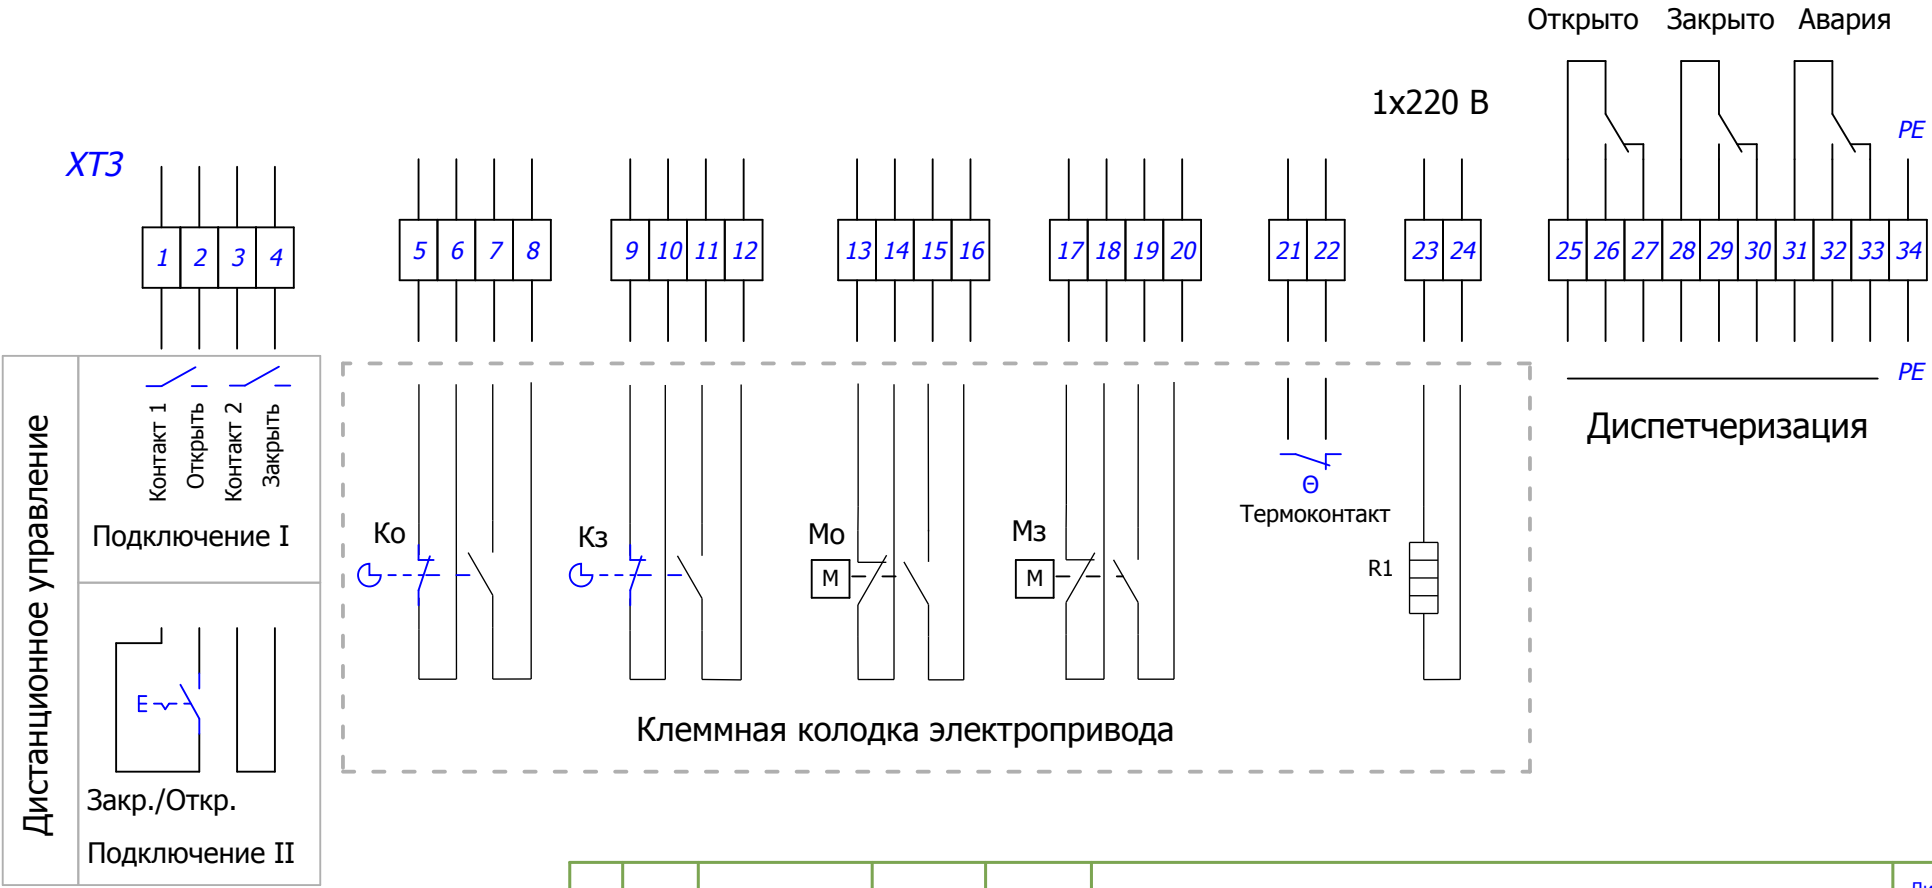 Открыто Закрыто Авария
1x220 В
PE
XT3
1 2 3 4
5 6 7 8
9 10 11 12
13 14 15 16
17 18 19 20
21 22
23 24
25 26 27 28 29 30 31 32 33 34
PE
Диспетчеризация
Дистанционное управление
Контакт 1
Открыть
Контакт 2
Закрыть
Подключение I
E
Закр./Откр.
Подключение II
Ко
Кз
Мо
M
Мз
M
Θ
Термоконтакт
R1
Клеммная колодка электропривода